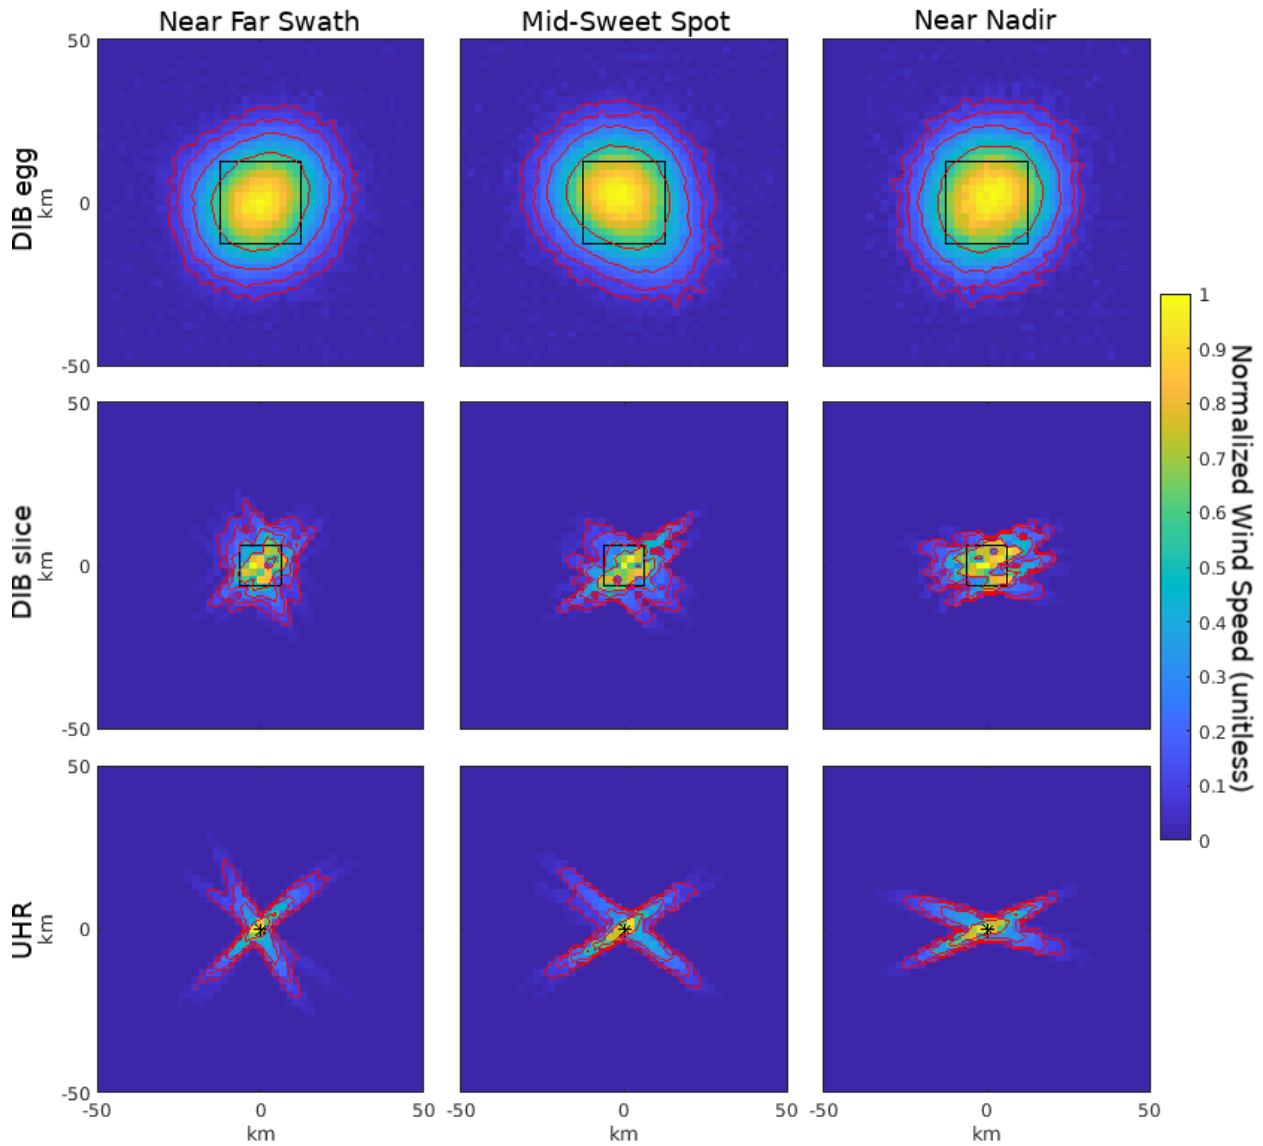 Near Far Swath
Mid-Sweet Spot
Near Nadir
50
DIB egg
km
0
-50
50
DIB slice
km
0
-50
50
UHR
km
0
-50
-50 0 50
km
-50 0 50
km
-50 0 50
km
1
0.9
0.8
0.7
0.6
0.5
0.4
0.3
0.2
0.1
0
Normalized Wind Speed (unitless)